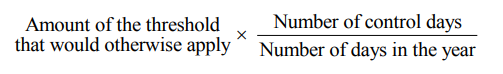 Amount of the threshold
that would otherwise apply × Number of control days
Number of days in the year